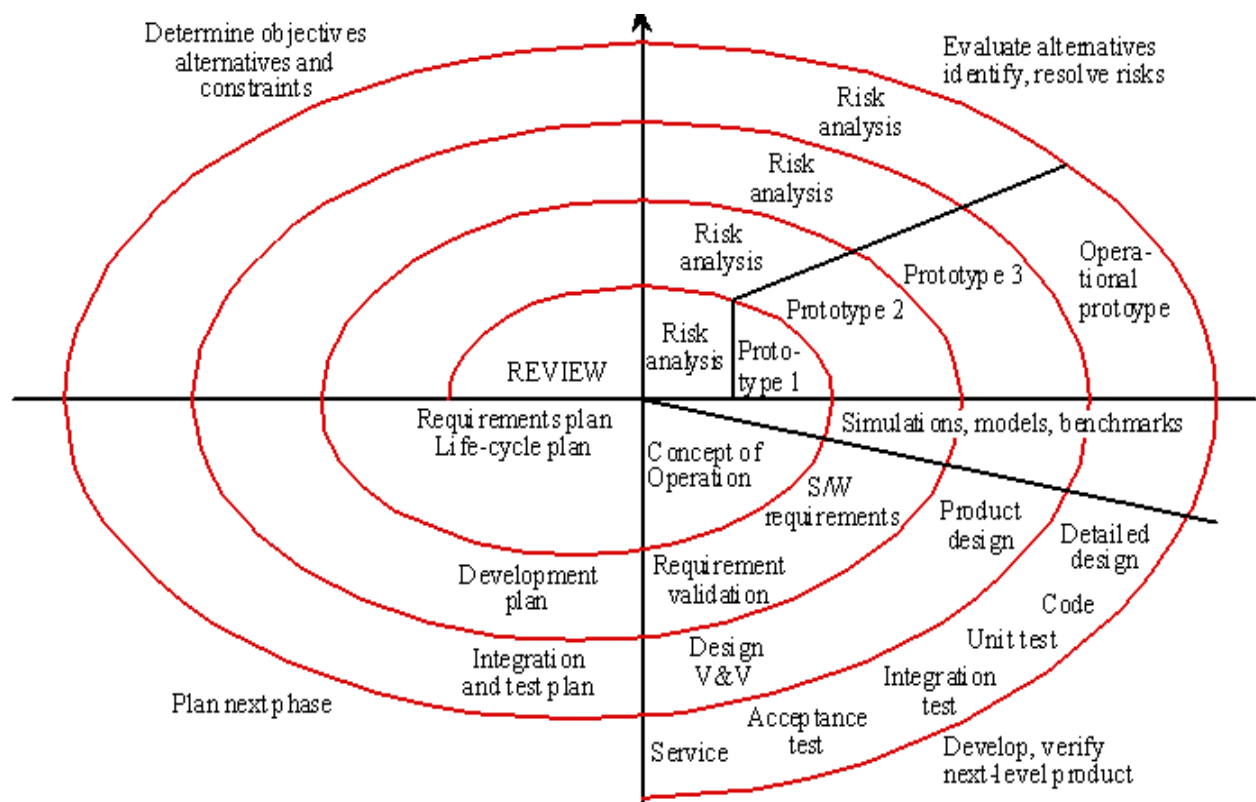 Determine objectives
alternatives and
constraints
Evaluate alternatives
identify, resolve risks
Risk
analysis
Risk
analysis
Risk
analysis
Risk
analysis
Proto-
type 1
Prototype 2
Prototype 3
Opera-
tional
protoype
REVIEW
Requirements plan
Life-cycle plan
Simulations, models, benchmarks
Concept of
Operation
S/W
requirements
Product
design
Detailed
design
Development
plan
Requirement
validation
Code
Unit test
Integration
and test plan
Design
V&V
Integration
test
Plan next phase
Acceptance
test
Service
Develop, verify
next-level product